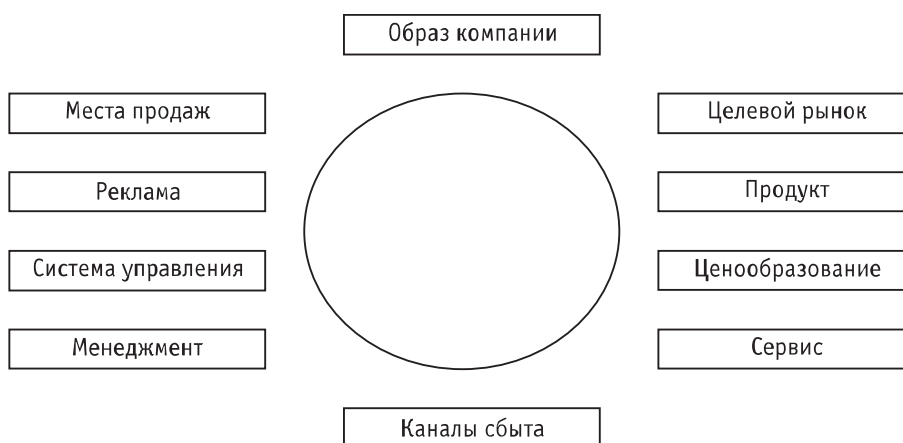 Образ компании
Места продаж
Целевой рынок
Реклама
Продукт
Система управления
Ценообразование
Менеджмент
Сервис
Каналы сбыта